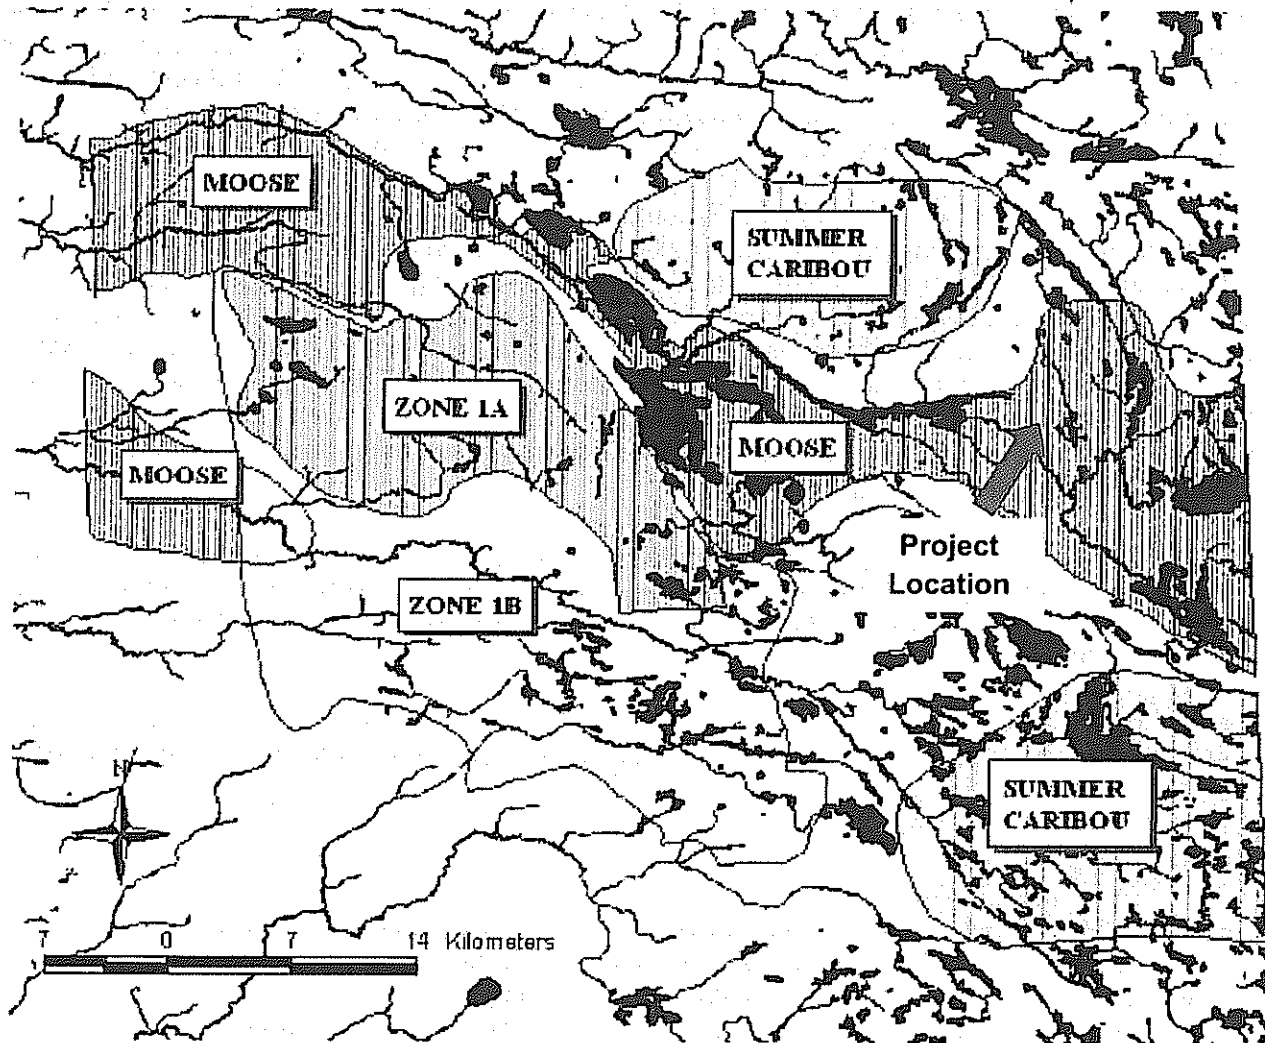 MOOSE
SUMMER
CARIBOU
ZONE 1A
MOOSE
MOOSE
Project
Location
ZONE 1B
SUMMER
CARIBOU
N
7 0 7 14 Kilometers